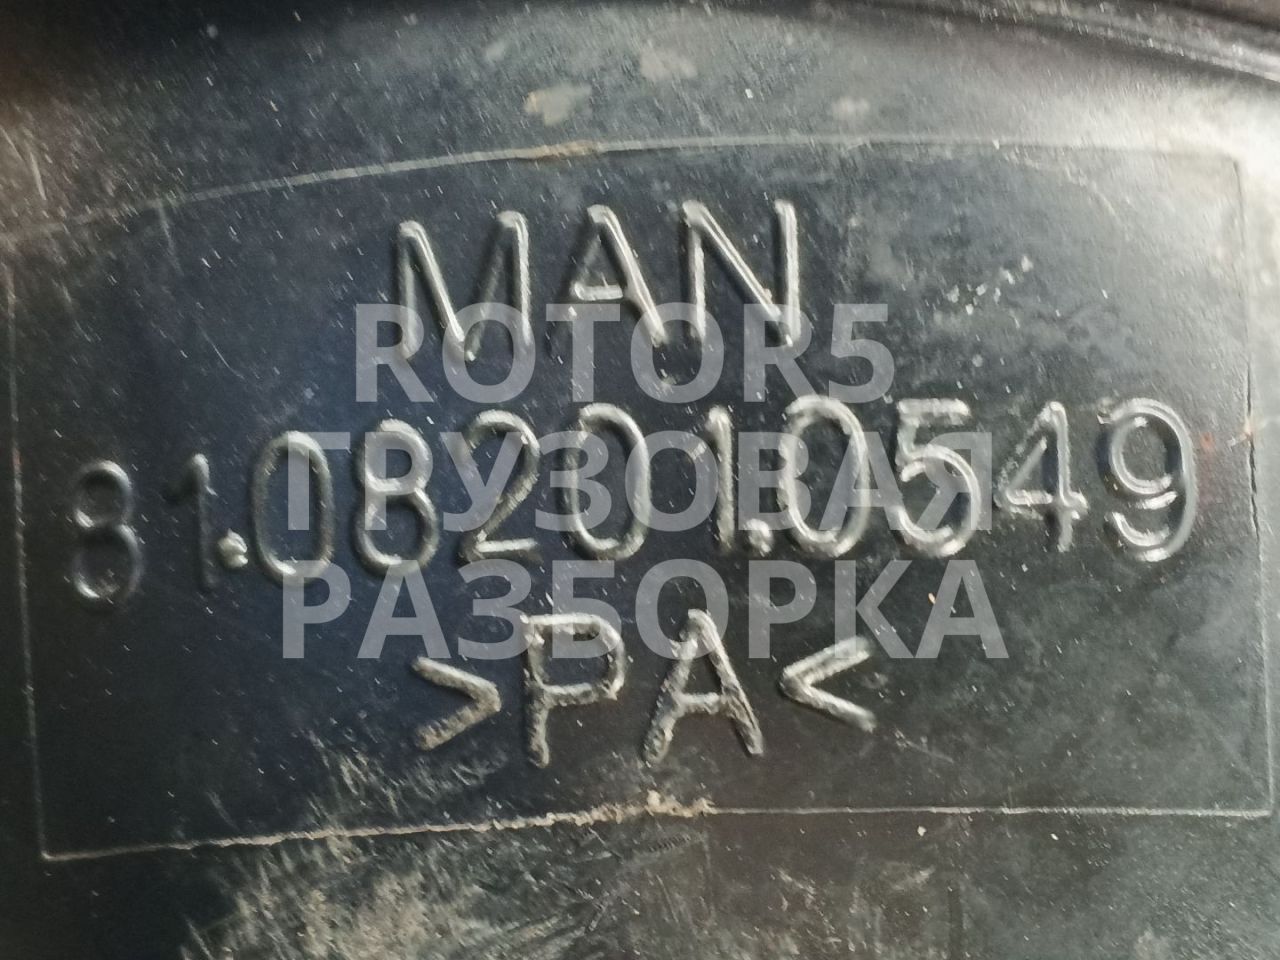 MAN
ROTOR5
81.08201.0549
ГРУЗОВАЯ
РАЗБОРКА
>PA<